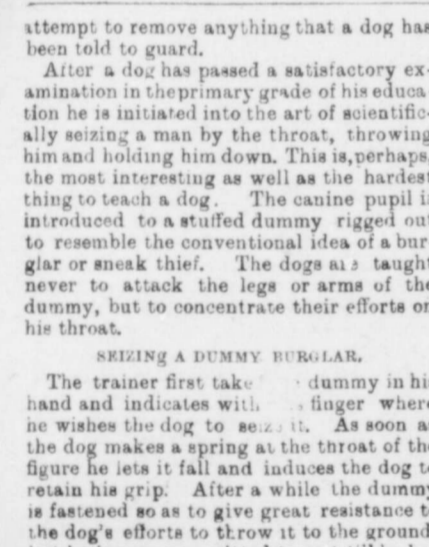 attempt to remove anything that a dog has
been told to guard.
After a dog has passed a satisfactory ex-
amination in the primary grade of his educa
tion he is initiated into the art of scientific-
ally seizing a man by the throat, throwing
him and holding him down. This is, perhaps,
the most interesting as well as the hardest
thing to teach a dog. The canine pupil i
introduced to a stuffed dummy rigged out
to resemble the conventional idea of a bur
glar or sneak thief. The dogs are taught
never to attack the legs or arms of the
dummy, but to concentrate their efforts on
his throat.
SEIZING A DUMMY BURGLAR.
The trainer first take dummy in hi
hand and indicates with finger where
he wishes the dog to seize it. As soon a
the dog makes a spring at the throat of the
figure he lets it fall and induces the dog t
retain his grip. After a while the dummy
is fastened so as to give great resistance t
the dog's efforts to throw it to the ground